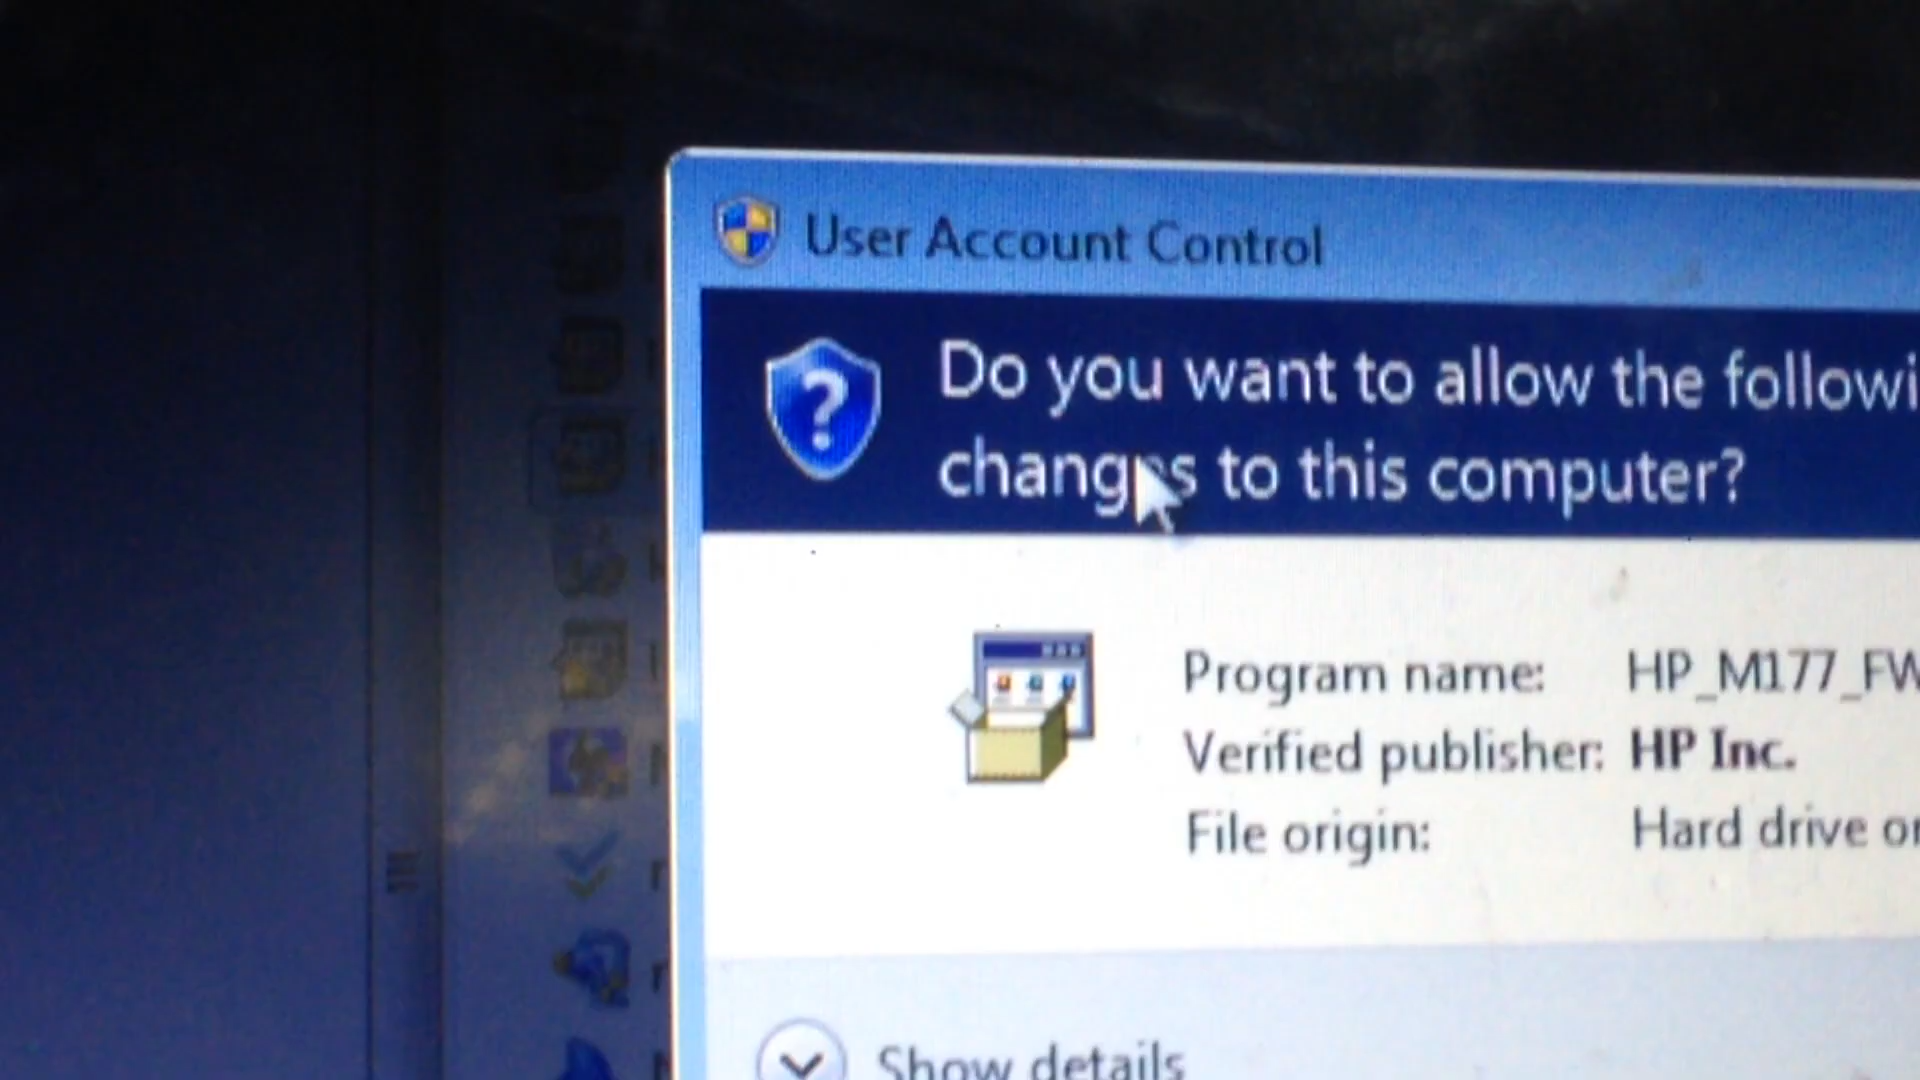 User Account Control
Do you want to allow the followi
changes to this computer?
Program name: HP_M177_FW
Verified publisher: HP Inc.
File origin: Hard drive or
Show details